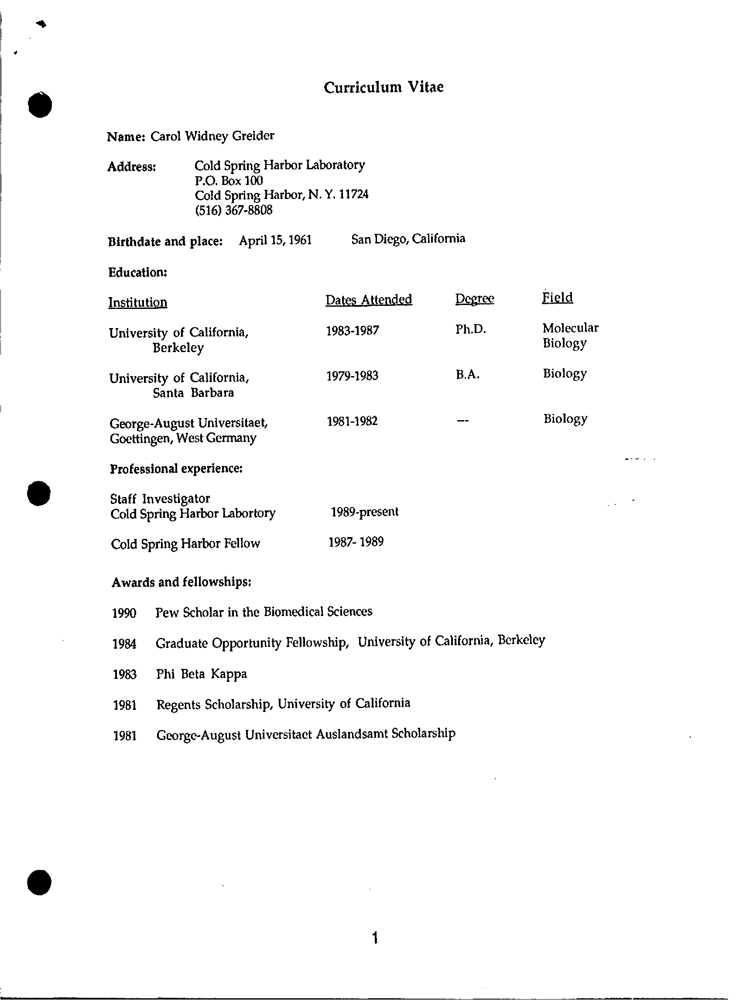 Curriculum Vitae
Name: Carol Widney Greider
Address: Cold Spring Harbor Laboratory
P.O. Box 100
Cold Spring Harbor, N. Y. 11724
(516) 367-8808
Birthdate and place: April 15, 1961 San Diego, California
Education:
Institution Dates Attended Degree Field
University of California, 1983-1987 Ph.D. Molecular
Berkeley Biology
University of California, 1979-1983 B.A. Biology
Santa Barbara
George-August Universitaet, 1981-1982 --- Biology
Goettingen, West Germany
Professional experience:
Staff Investigator
Cold Spring Harbor Labortory 1989-present
Cold Spring Harbor Fellow 1987- 1989
Awards and fellowships:
1990 Pew Scholar in the Biomedical Sciences
1984 Graduate Opportunity Fellowship, University of California, Berkeley
1983 Phi Beta Kappa
1981 Regents Scholarship, University of California
1981 George-August Universitaet Auslandsamt Scholarship
1